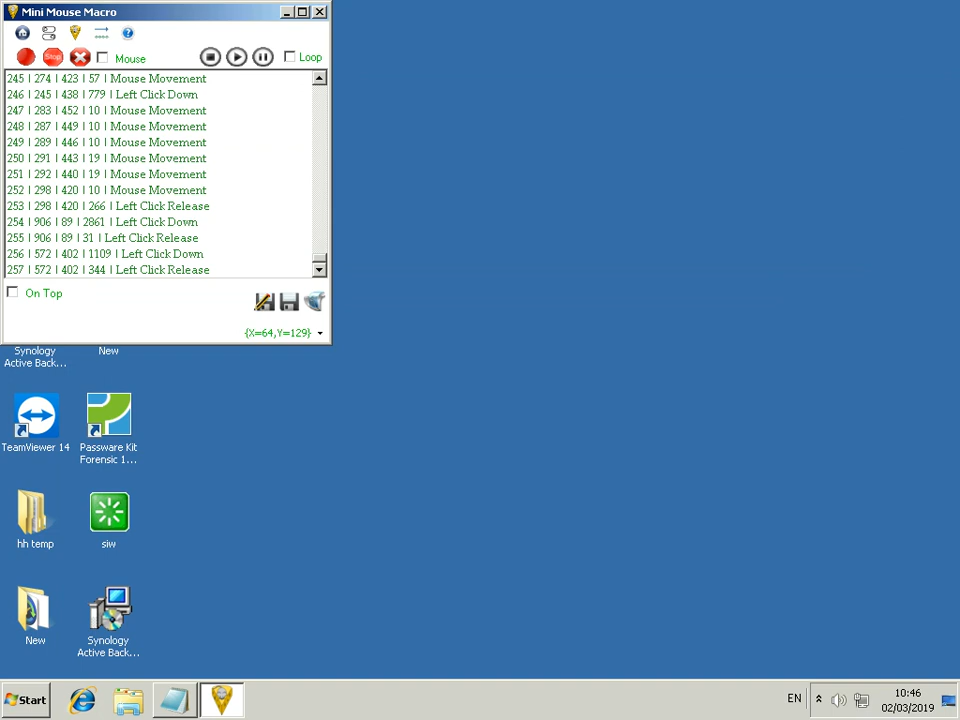 Mini Mouse Macro
Stop
Mouse
Loop
245 | 274 | 423 | 57 | Mouse Movement
246 | 245 | 438 | 779 | Left Click Down
247 | 283 | 452 | 10 | Mouse Movement
248 | 287 | 449 | 10 | Mouse Movement
249 | 289 | 446 | 10 | Mouse Movement
250 | 291 | 443 | 19 | Mouse Movement
251 | 292 | 440 | 19 | Mouse Movement
252 | 298 | 420 | 10 | Mouse Movement
253 | 298 | 420 | 266 | Left Click Release
254 | 906 | 89 | 2861 | Left Click Down
255 | 906 | 89 | 31 | Left Click Release
256 | 572 | 402 | 1109 | Left Click Down
257 | 572 | 402 | 344 | Left Click Release
On Top
{X=64,Y=129}
Synology
Active Back...
New
TeamViewer 14
Passware Kit
Forensic 1...
hh temp
siw
New
Synology
Active Back...
Start
EN
10:46
02/03/2019